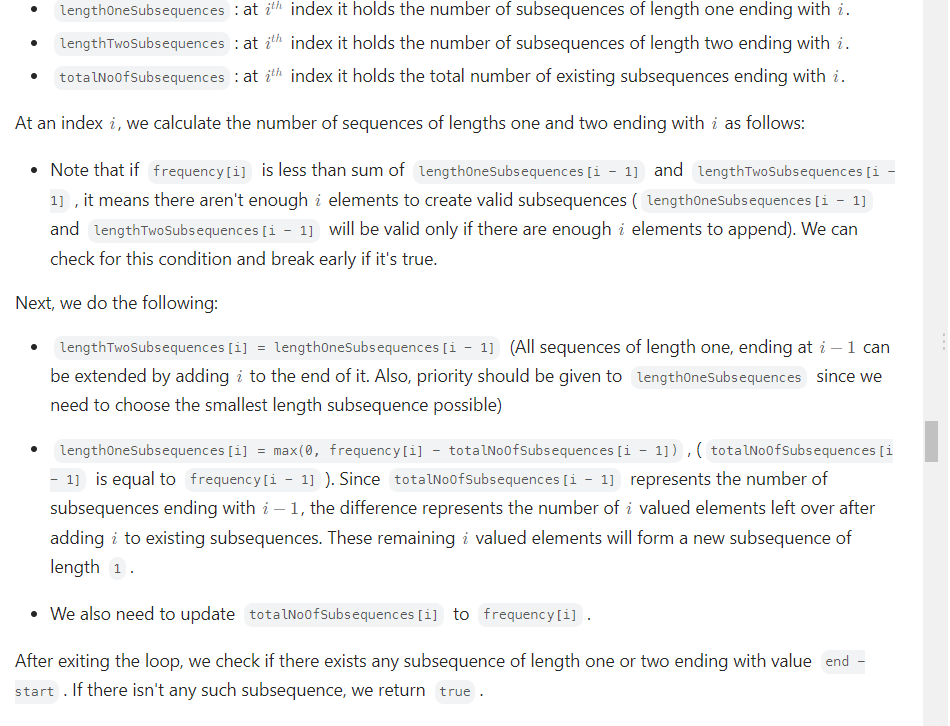 • lengthOneSubsequences : at iᵗʰ index it holds the number of subsequences of length one ending with i.
• lengthTwoSubsequences : at iᵗʰ index it holds the number of subsequences of length two ending with i.
• totalNoOfSubsequences : at iᵗʰ index it holds the total number of existing subsequences ending with i.
At an index i, we calculate the number of sequences of lengths one and two ending with i as follows:
• Note that if frequency[i] is less than sum of lengthOneSubsequences[i - 1] and lengthTwoSubsequences[i -
1] , it means there aren't enough i elements to create valid subsequences ( lengthOneSubsequences[i - 1]
and lengthTwoSubsequences[i - 1] will be valid only if there are enough i elements to append). We can
check for this condition and break early if it's true.
Next, we do the following:
• lengthTwoSubsequences[i] = lengthOneSubsequences[i - 1] (All sequences of length one, ending at i − 1 can
be extended by adding i to the end of it. Also, priority should be given to lengthOneSubsequences since we
need to choose the smallest length subsequence possible)
• lengthOneSubsequences[i] = max(0, frequency[i] - totalNoOfSubsequences[i - 1]) , ( totalNoOfSubsequences[i
- 1] is equal to frequency[i - 1] ). Since totalNoOfSubsequences[i - 1] represents the number of
subsequences ending with i − 1, the difference represents the number of i valued elements left over after
adding i to existing subsequences. These remaining i valued elements will form a new subsequence of
length 1 .
• We also need to update totalNoOfSubsequences[i] to frequency[i] .
After exiting the loop, we check if there exists any subsequence of length one or two ending with value end -
start . If there isn't any such subsequence, we return true .